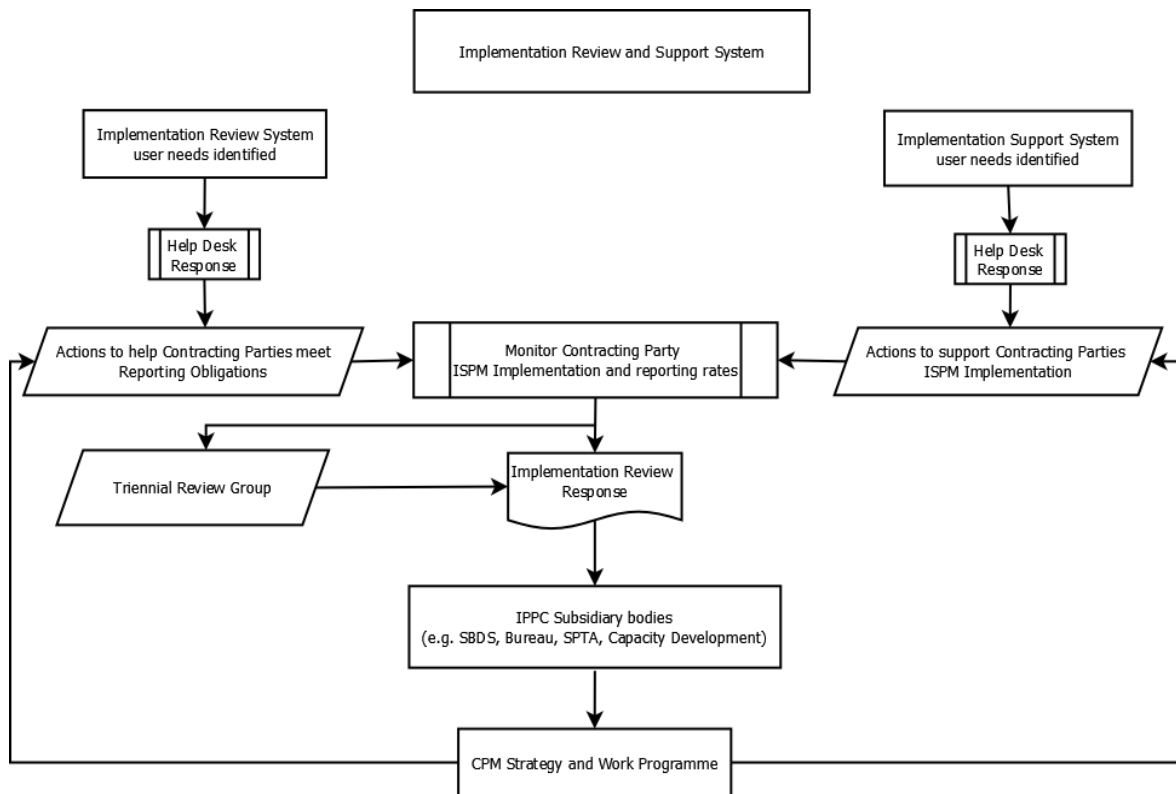 Implementation Review and Support System
Implementation Review System
user needs identified
Implementation Support System
user needs identified
Help Desk
Response
Help Desk
Response
Actions to help Contracting Parties meet
Reporting Obligations
Monitor Contracting Party
ISPM Implementation and reporting rates
Actions to support Contracting Parties
ISPM Implementation
Triennial Review Group
Implementation Review
Response
IPPC Subsidiary bodies
(e.g. SBDS, Bureau, SPTA, Capacity Development)
CPM Strategy and Work Programme